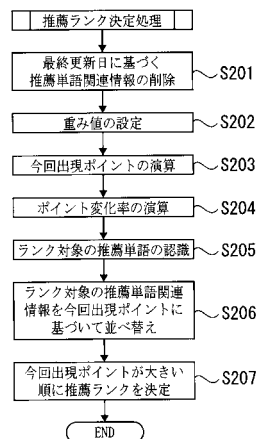 推薦ランク決定処理
最終更新日に基づく
推薦単語関連情報の削除
S201
重み値の設定
S202
今回出現ポイントの演算
S203
ポイント変化率の演算
S204
ランク対象の推薦単語の認識
S205
ランク対象の推薦単語関連
情報を今回出現ポイントに
基づいて並べ替え
S206
今回出現ポイントが大きい
順に推薦ランクを決定
S207
END